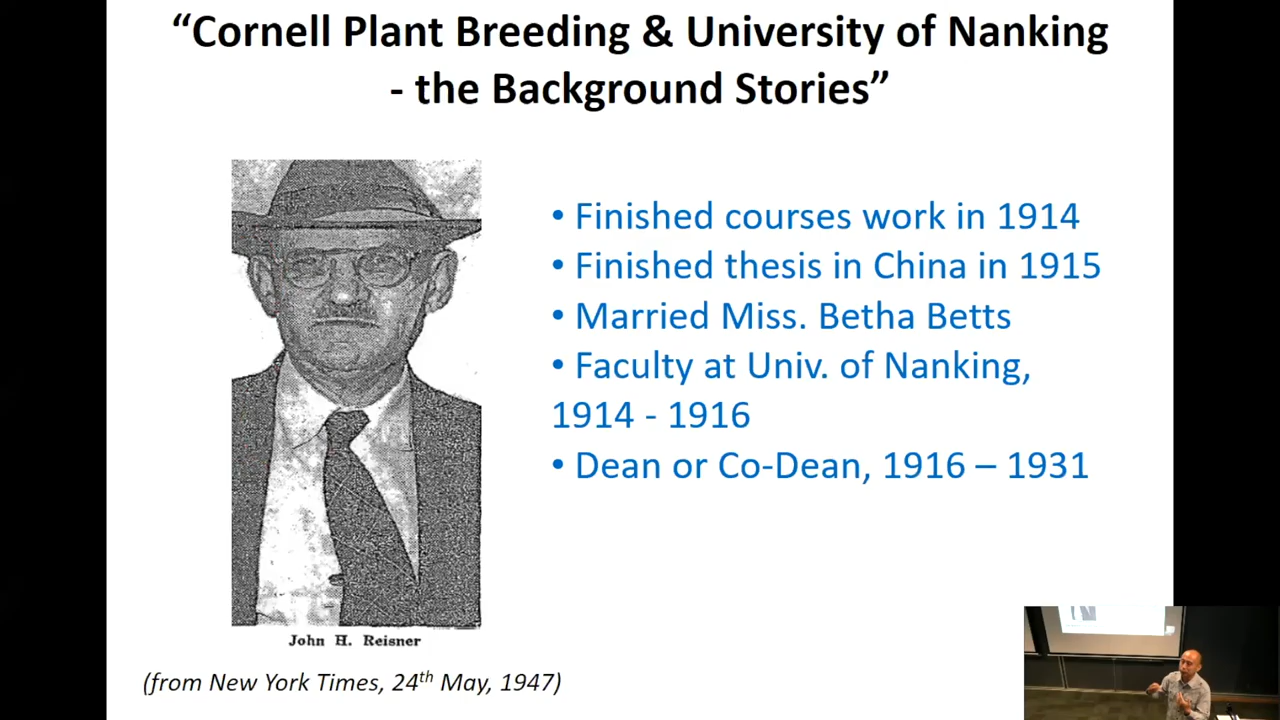 “Cornell Plant Breeding & University of Nanking
- the Background Stories”
• Finished courses work in 1914
• Finished thesis in China in 1915
• Married Miss. Betha Betts
• Faculty at Univ. of Nanking,
1914 - 1916
• Dean or Co-Dean, 1916 – 1931
John H. Reisner
(from New York Times, 24th May, 1947)